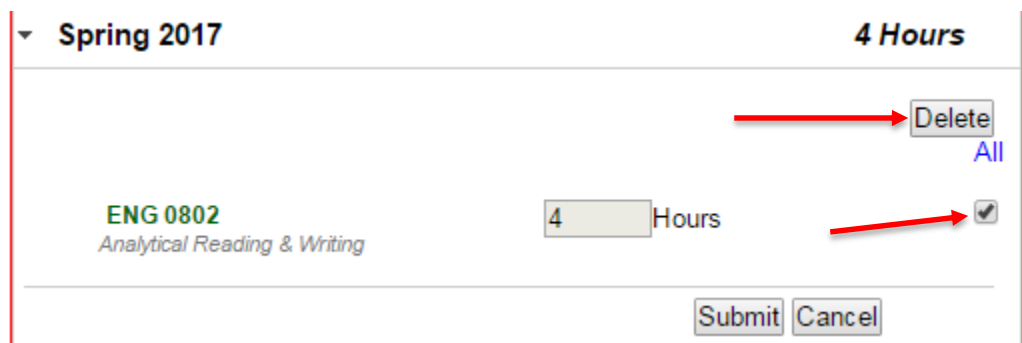 Spring 2017 4 Hours
Delete
All
ENG 0802 4 Hours
Analytical Reading & Writing
Submit Cancel